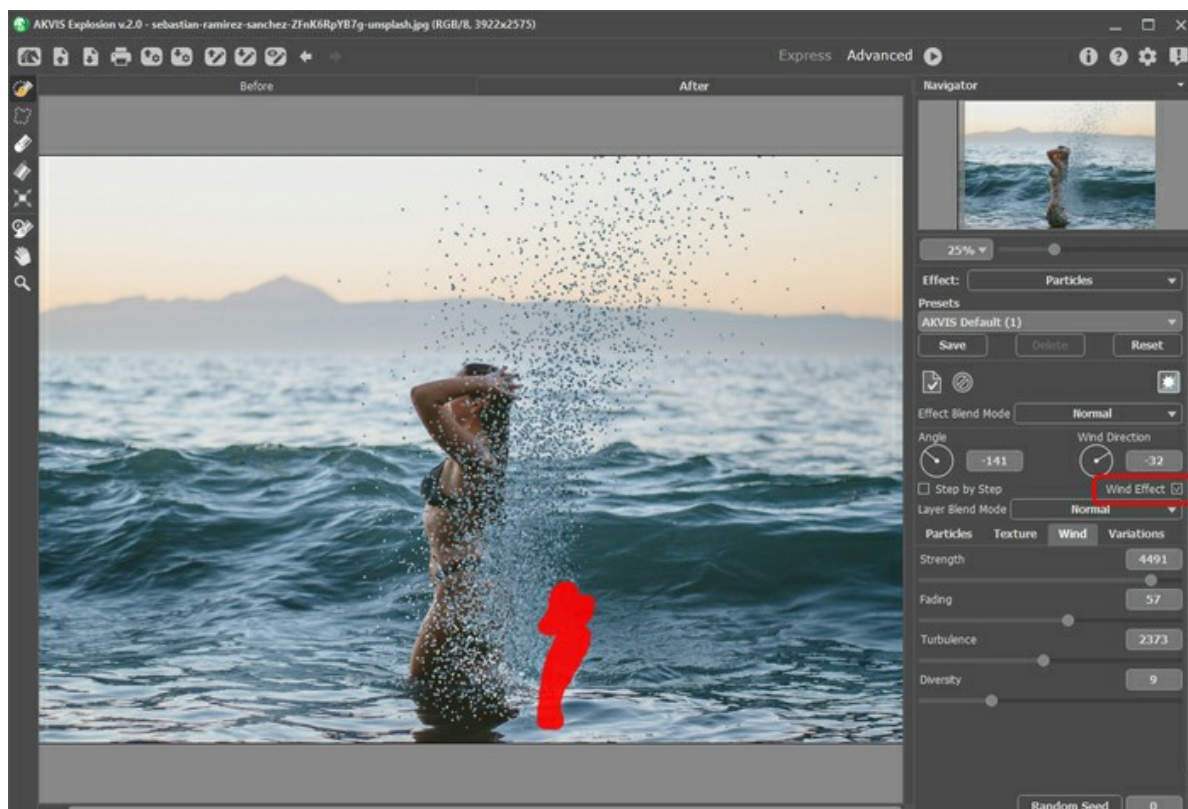 AKVIS Explosion v.2.0 - sebastian-ramirez-sanchez-ZFnK6RpYB7g-unsplash.jpg (RGB/8, 3922x2575)
Express Advanced
Before After
Navigator
25%
Effect: Particles
Presets
AKVIS Default (1)
Save Delete Reset
Effect Blend Mode Normal
Angle Wind Direction
-141 -32
Step by Step Wind Effect
Layer Blend Mode Normal
Particles Texture Wind Variations
Strength 4491
Fading 57
Turbulence 2373
Diversity 9
Random Seed 0